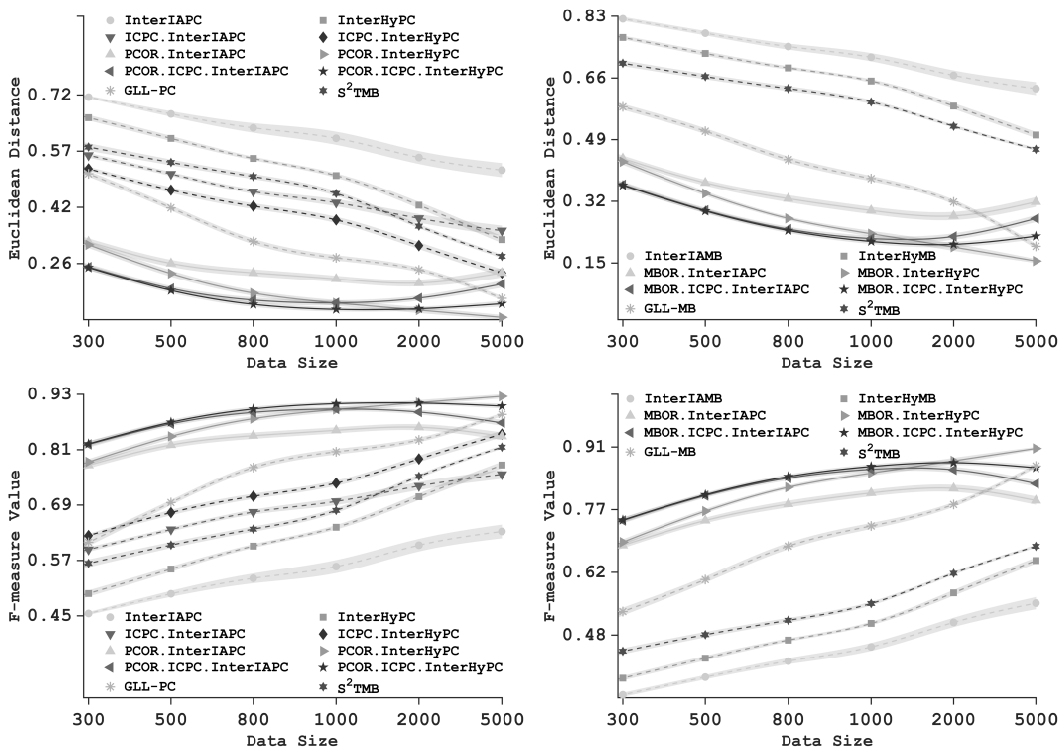 InterIAPC InterHyPC
ICPC.InterIAPC ICPC.InterHyPC
PCOR.InterIAPC PCOR.InterHyPC
PCOR.ICPC.InterIAPC PCOR.ICPC.InterHyPC
GLL-PC S²TMB
Euclidean Distance
0.72
0.57
0.42
0.26
300 500 800 1000 2000 5000
Data Size
0.83
0.66
0.49
0.32
0.15
Euclidean Distance
InterIAMB InterHyMB
MBOR.InterIAPC MBOR.InterHyPC
MBOR.ICPC.InterIAPC MBOR.ICPC.InterHyPC
GLL-MB S²TMB
300 500 800 1000 2000 5000
Data Size
0.93
0.81
0.69
0.57
0.45
F-measure Value
InterIAPC InterHyPC
ICPC.InterIAPC ICPC.InterHyPC
PCOR.InterIAPC PCOR.InterHyPC
PCOR.ICPC.InterIAPC PCOR.ICPC.InterHyPC
GLL-PC S²TMB
300 500 800 1000 2000 5000
Data Size
InterIAMB InterHyMB
MBOR.InterIAPC MBOR.InterHyPC
MBOR.ICPC.InterIAPC MBOR.ICPC.InterHyPC
GLL-MB S²TMB
0.91
0.77
0.62
0.48
F-measure Value
300 500 800 1000 2000 5000
Data Size